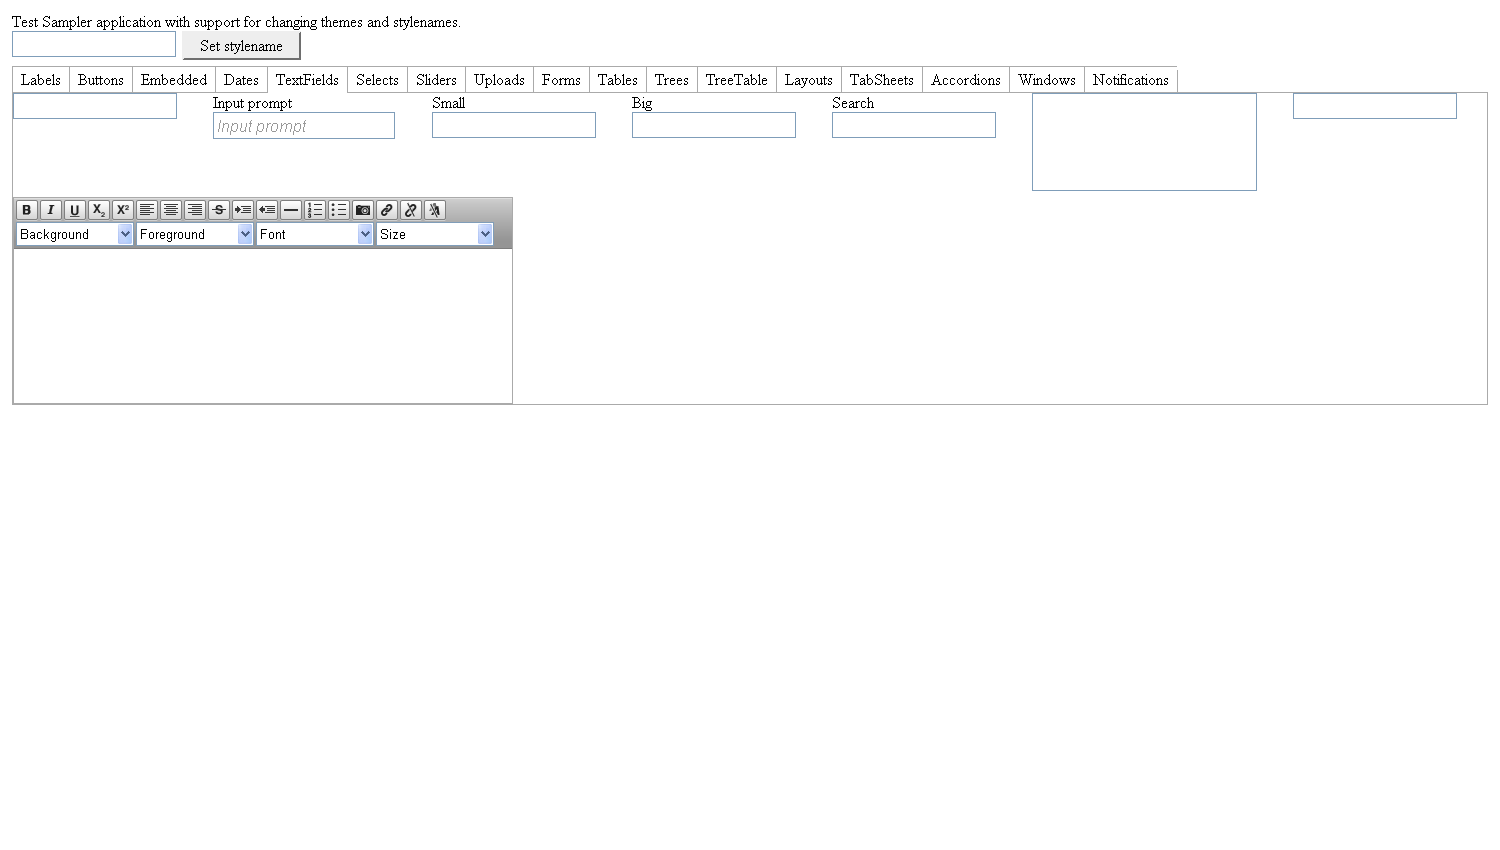 Test Sampler application with support for changing themes and stylenames.
Set stylename
Labels Buttons Embedded Dates TextFields Selects Sliders Uploads Forms Tables Trees TreeTable Layouts TabSheets Accordions Windows Notifications
Input prompt Small Big Search
Input prompt
B I U X2 X² S
Background Foreground Font Size